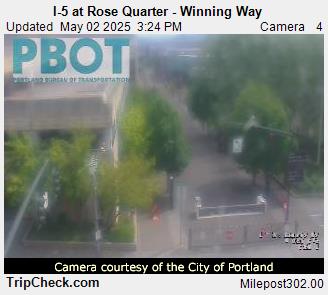 I-5 at Rose Quarter - Winning Way
Updated May 02 2025 3:24 PM Camera 4
PBOT
PORTLAND BUREAU OF TRANSPORTATION
Camera courtesy of the City of Portland
TripCheck.com Milepost302.00